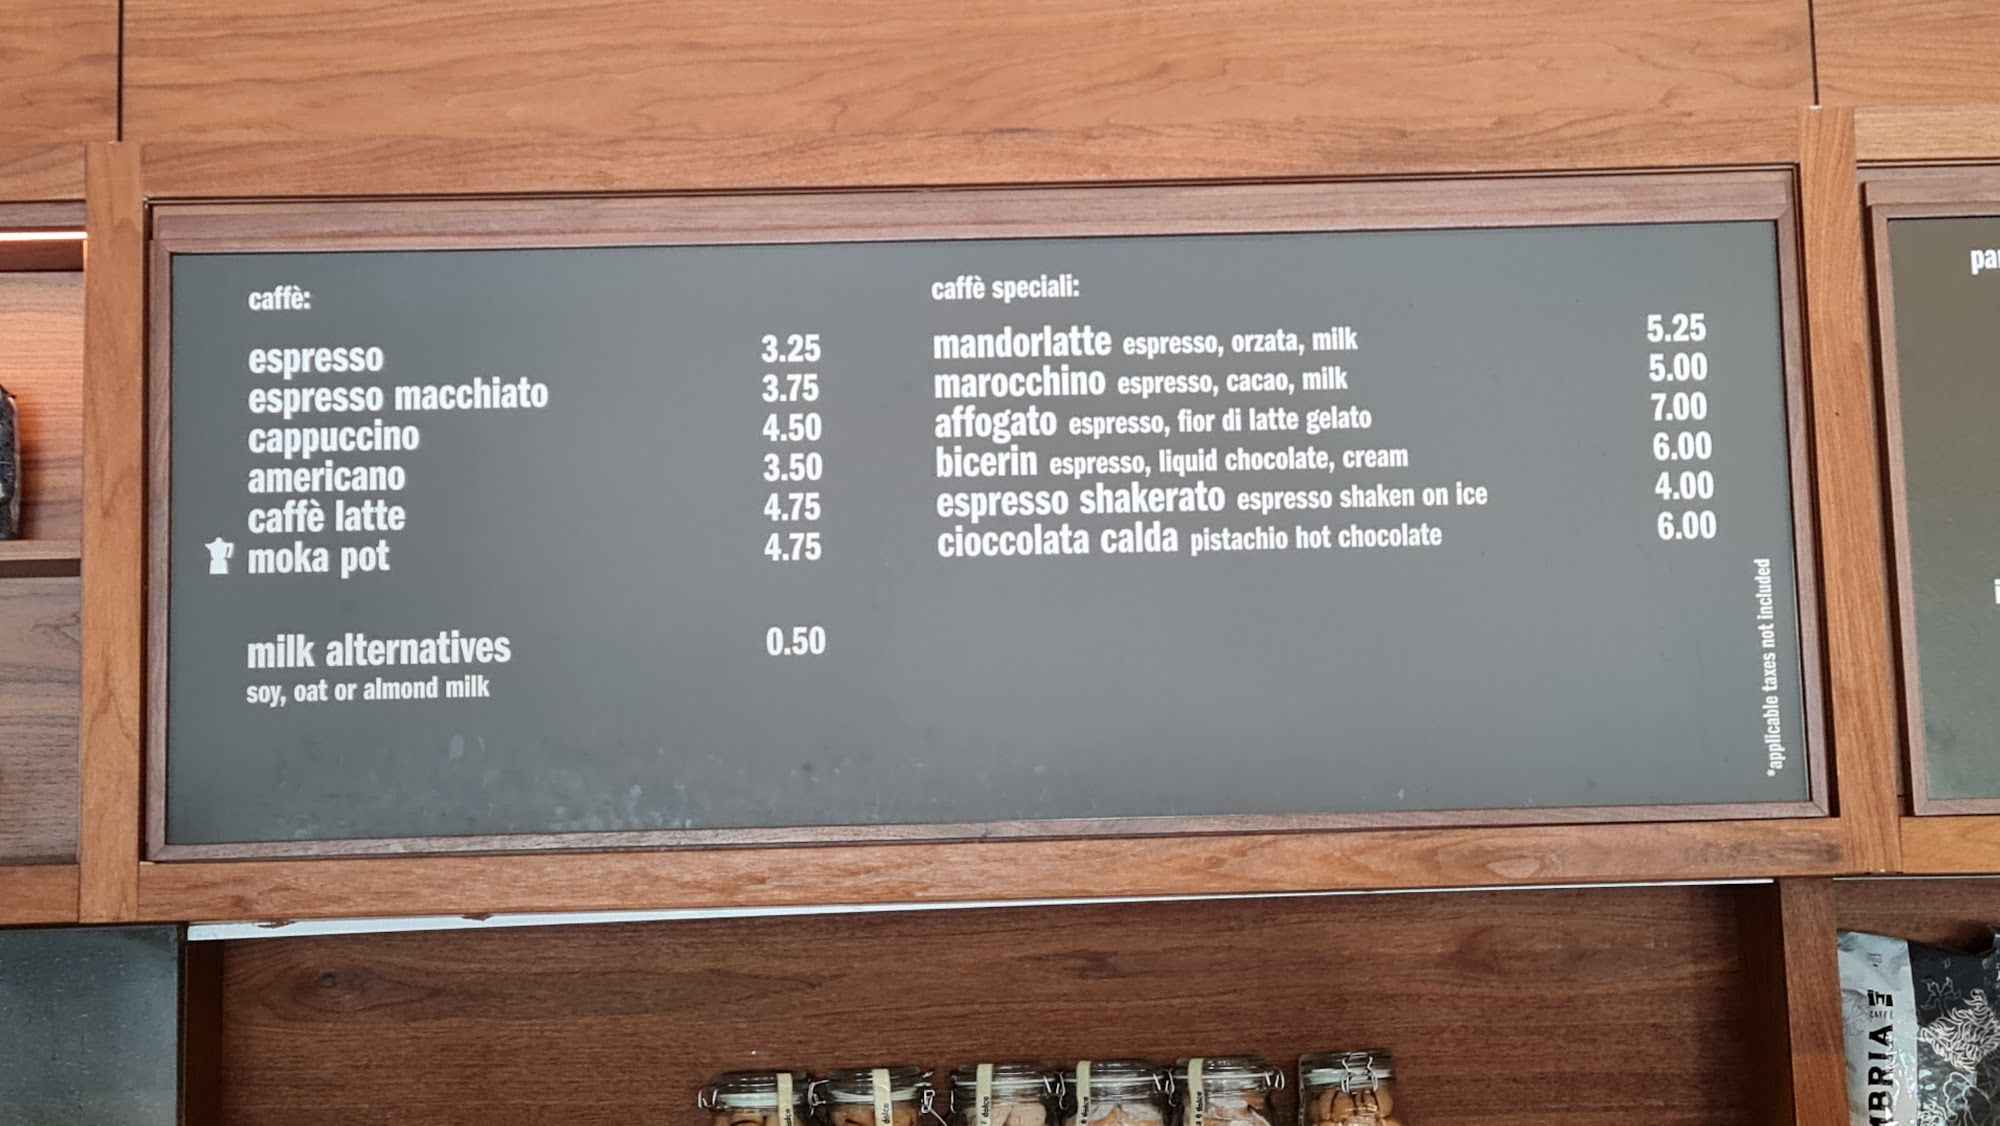 caffè:
espresso 3.25
espresso macchiato 3.75
cappuccino 4.50
americano 3.50
caffè latte 4.75
moka pot 4.75
milk alternatives 0.50
soy, oat or almond milk
caffè speciali:
mandorlatte espresso, orzata, milk 5.25
marocchino espresso, cacao, milk 5.00
affogato espresso, fior di latte gelato 7.00
bicerin espresso, liquid chocolate, cream 6.00
espresso shakerato espresso shaken on ice 4.00
cioccolata calda pistachio hot chocolate 6.00
*applicable taxes not included